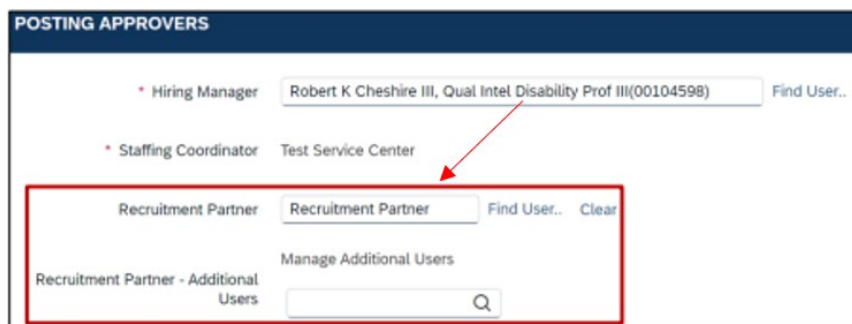 POSTING APPROVERS
* Hiring Manager Robert K Cheshire III, Qual Intel Disability Prof III(00104598) Find User..
* Staffing Coordinator Test Service Center
Recruitment Partner Recruitment Partner Find User.. Clear
Manage Additional Users
Recruitment Partner - Additional
Users